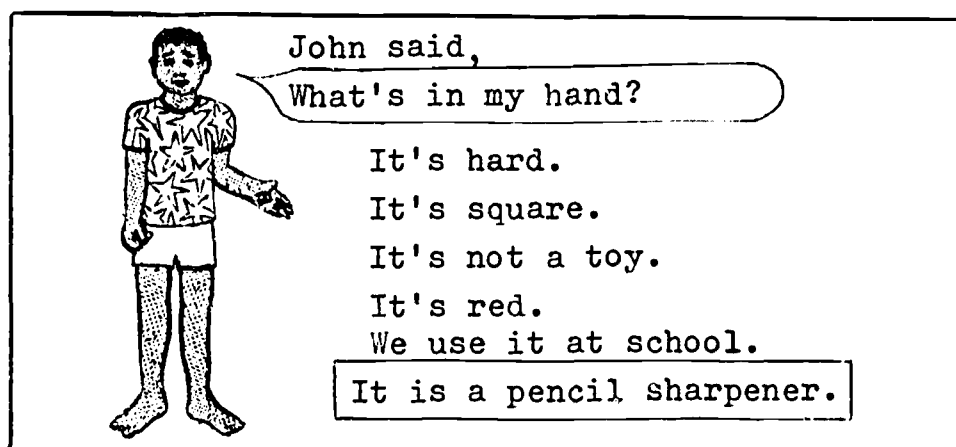 John said,
What's in my hand?
It's hard.
It's square.
It's not a toy.
It's red.
We use it at school.
It is a pencil sharpener.